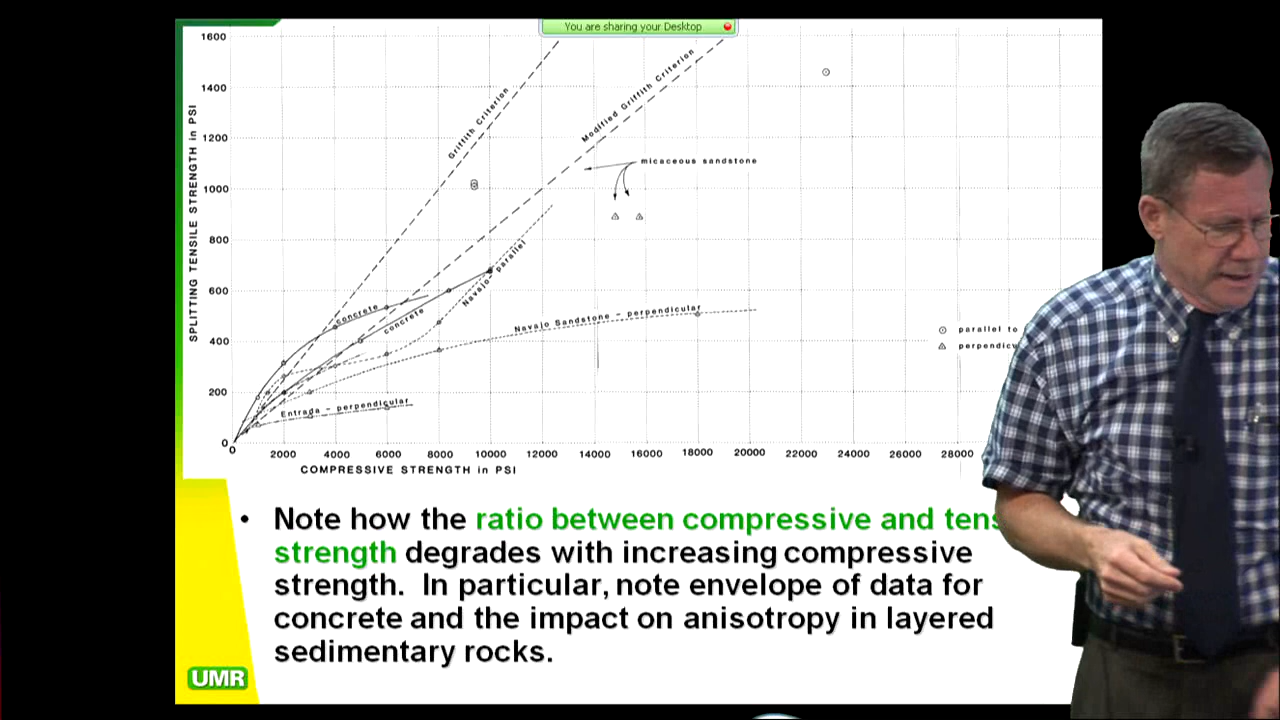 You are sharing your Desktop
1600
1400
1200
1000
800
600
400
200
0
SPLITTING TENSILE STRENGTH in PSI
Griffith Criterion
Modified Griffith Criterion
micaceous sandstone
concrete
concrete
Navajo parallel
Navajo Sandstone - perpendicular
Entrada - perpendicular
parallel to
0 2000 4000 6000 8000 10000 12000 14000 16000 18000 20000 22000 24000 26000 28000
COMPRESSIVE STRENGTH in PSI
• Note how the ratio between compressive and
strength degrades with increasing compressive
strength. In particular, note envelope of data for
concrete and the impact on anisotropy in layered
sedimentary rocks.
UMR